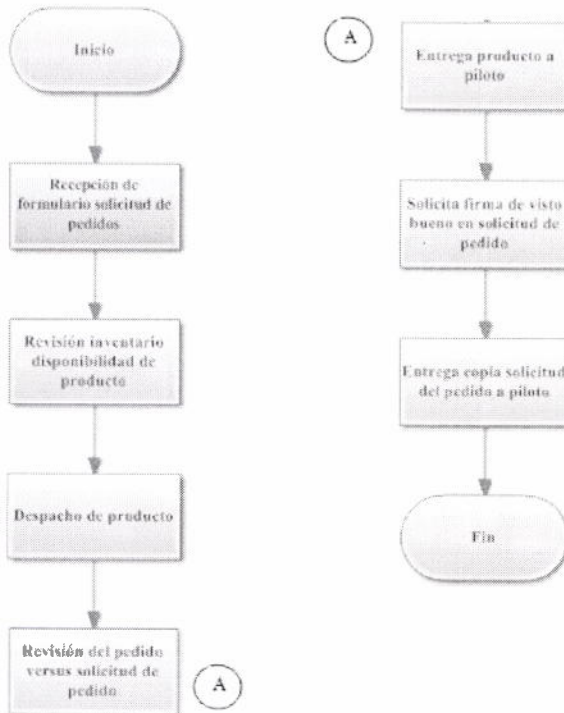 Inicio
Recepción de
formulario solicitud de
pedidos
Revisión inventario
disponibilidad de
producto
Despacho de producto
Revisión del pedido
versus solicitud de
pedido
A
A
Entrega producto a
piloto
Solicita firma de visto
bueno en solicitud de
pedido
Entrega copia solicitud
del pedido a piloto
Fin